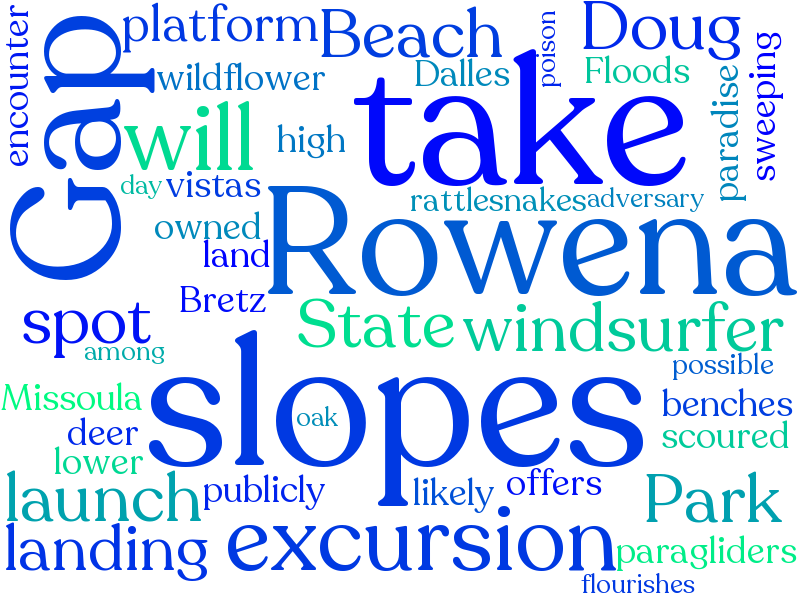 encounter
Gap
platform
Beach
poison
Doug
wildflower
Dalles
Floods
paradise
sweeping
take
will
high
day
vistas
rattlesnakes
adversary
owned
land
Rowena
Bretz
spot
State
windsurfer
among
slopes
possible
Missoula
oak
benches
deer
scoured
lower
launch
publicly
likely
offers
Park
landing
excursion
paragliders
flourishes